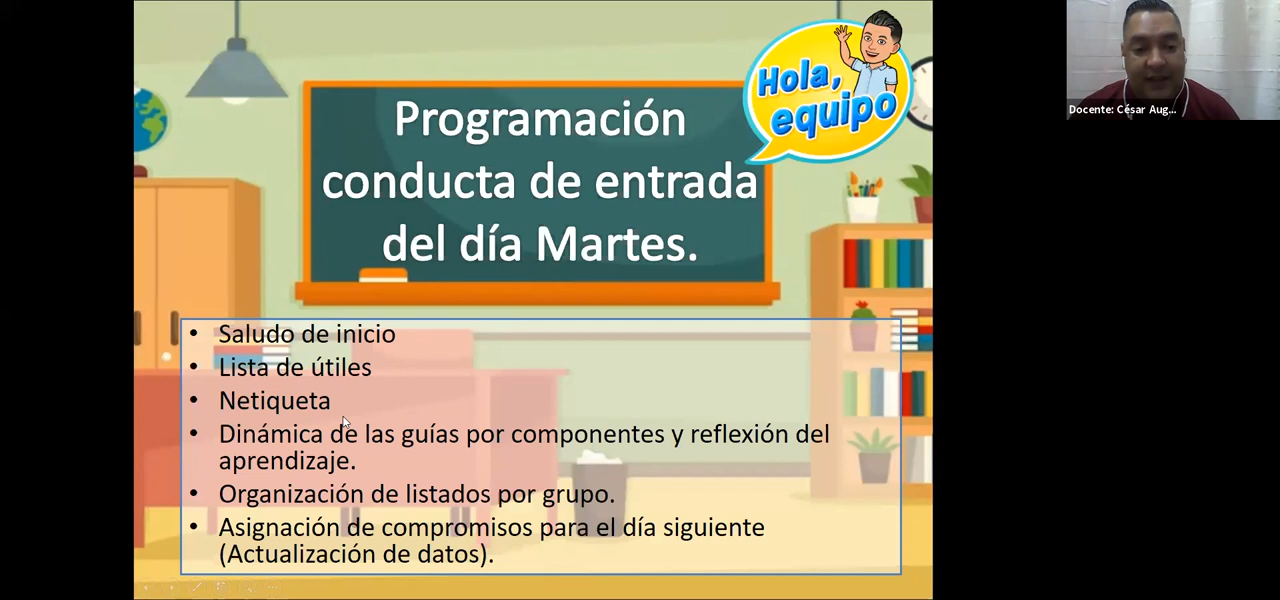 Programación
conducta de entrada
del día Martes.
Hola,
equipo
• Saludo de inicio
• Lista de útiles
• Netiqueta
• Dinámica de las guías por componentes y reflexión del
aprendizaje.
• Organización de listados por grupo.
• Asignación de compromisos para el día siguiente
(Actualización de datos).
Docente: César Aug...